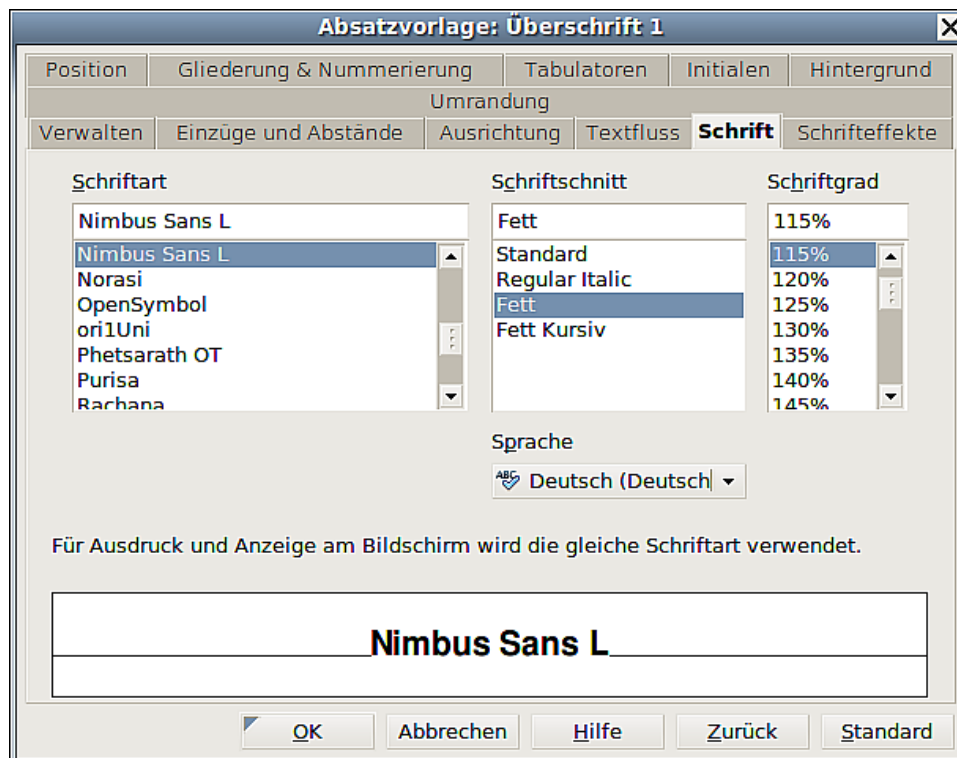 Absatzvorlage: Überschrift 1
Position Gliederung & Nummerierung Tabulatoren Initialen Hintergrund
Umrandung
Verwalten Einzüge und Abstände Ausrichtung Textfluss Schrift Schrifteffekte
Schriftart Schriftschnitt Schriftgrad
Nimbus Sans L Fett 115%
Nimbus Sans L Standard 115%
Norasi Regular Italic 120%
OpenSymbol Fett 125%
ori1Uni Fett Kursiv 130%
Phetsarath OT 135%
Purisa 140%
Rachana 145%
Sprache
ABC Deutsch (Deutsch
Für Ausdruck und Anzeige am Bildschirm wird die gleiche Schriftart verwendet.
Nimbus Sans L
OK Abbrechen Hilfe Zurück Standard